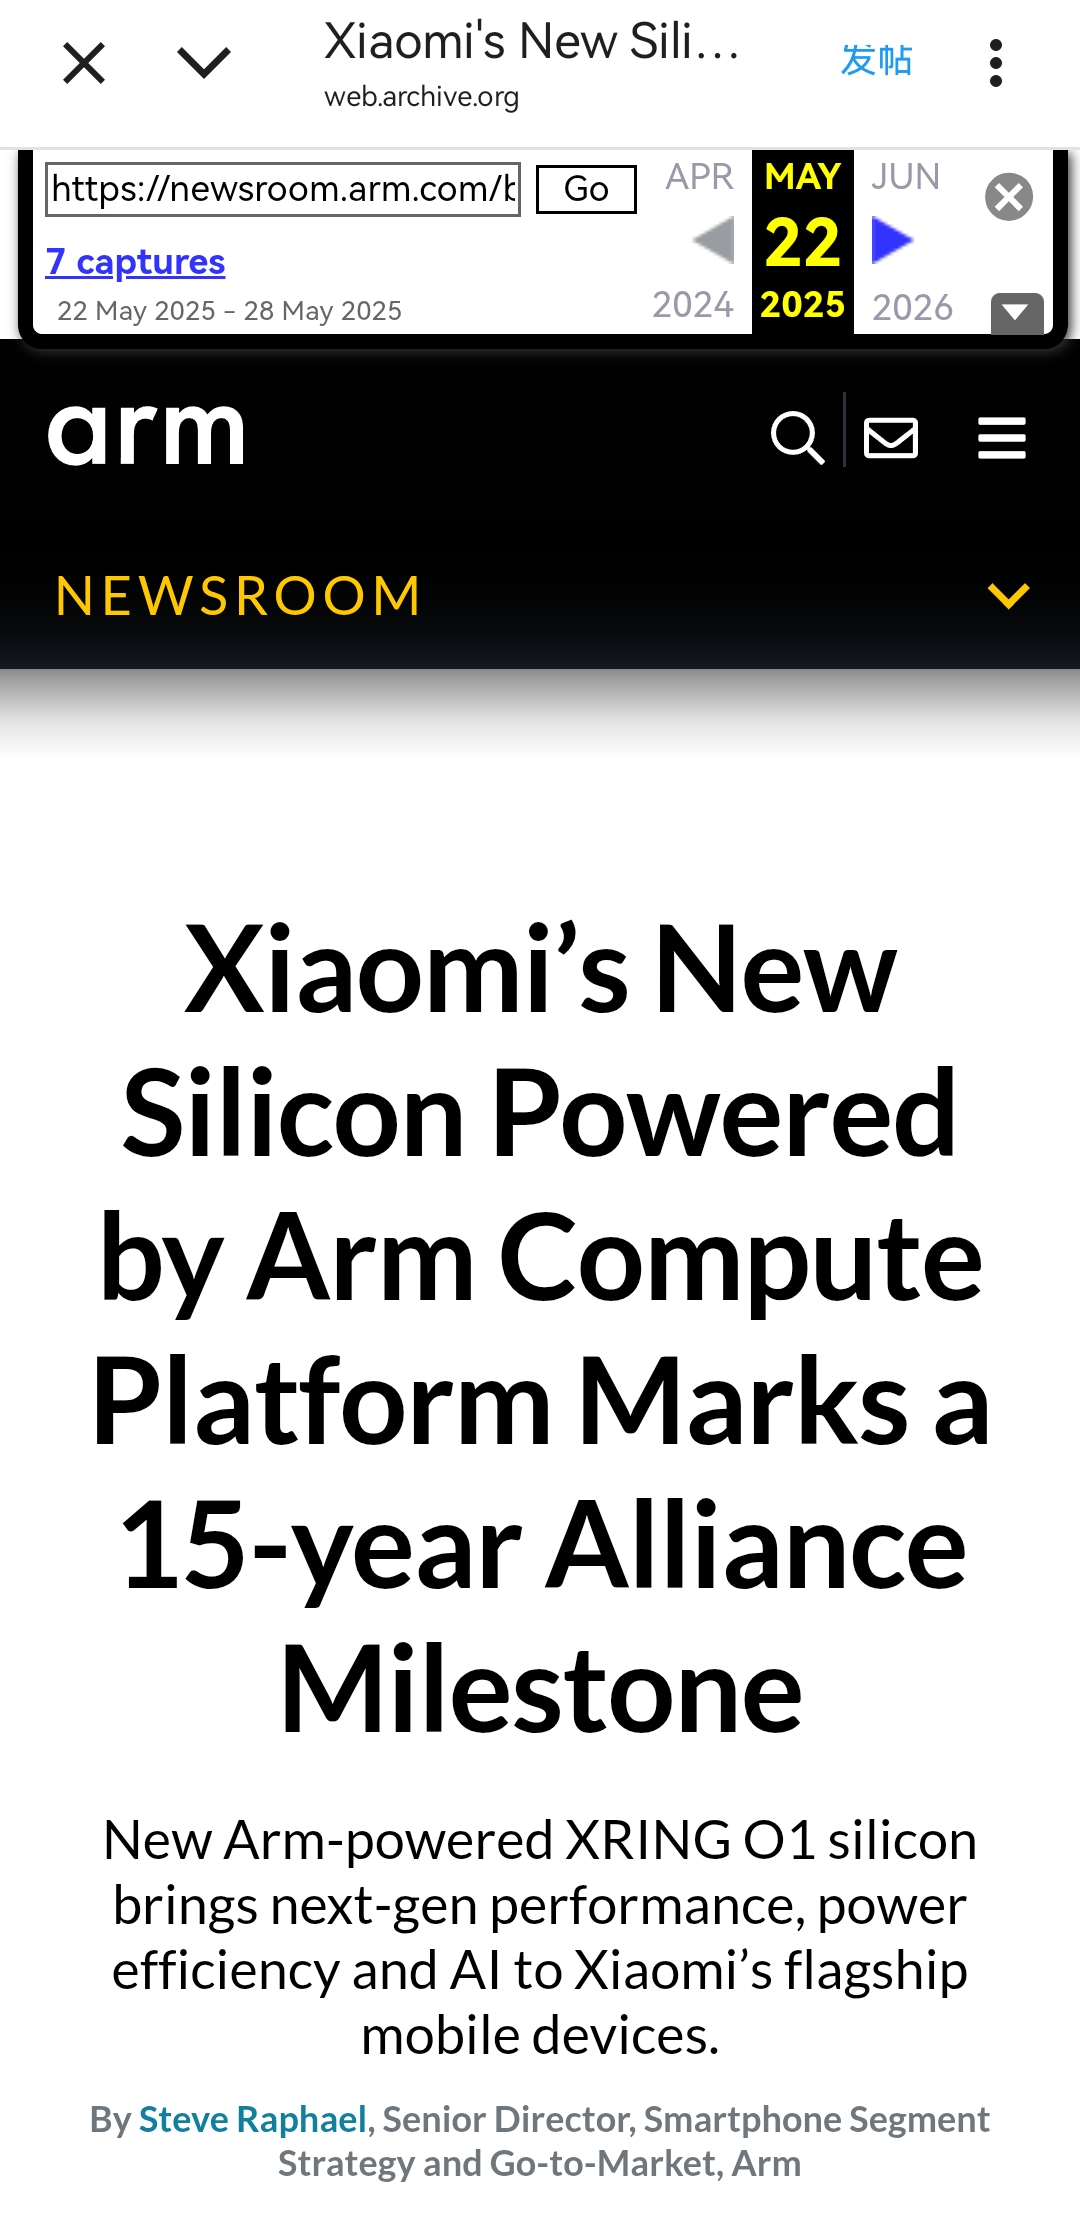 Xiaomi's New Sili...
web.archive.org
发帖
https://newsroom.arm.com/b
Go
APR
MAY
JUN
22
7 captures
22 May 2025 - 28 May 2025
2024
2025
2026
arm
NEWSROOM
Xiaomi’s New
Silicon Powered
by Arm Compute
Platform Marks a
15-year Alliance
Milestone
New Arm-powered XRING O1 silicon
brings next-gen performance, power
efficiency and AI to Xiaomi’s flagship
mobile devices.
By Steve Raphael, Senior Director, Smartphone Segment
Strategy and Go-to-Market, Arm